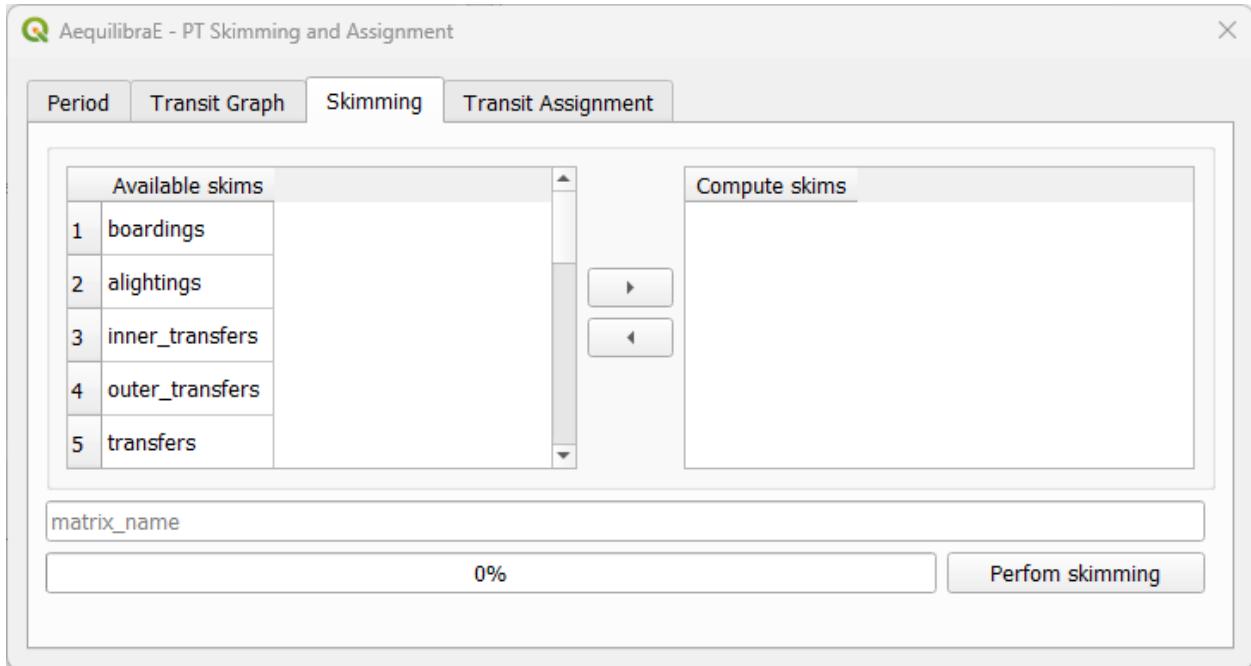 AequilibraE - PT Skimming and Assignment
Period Transit Graph Skimming Transit Assignment
Available skims Compute skims
1 boardings
2 alightings
3 inner_transfers
4 outer_transfers
5 transfers
matrix_name
0% Perfom skimming